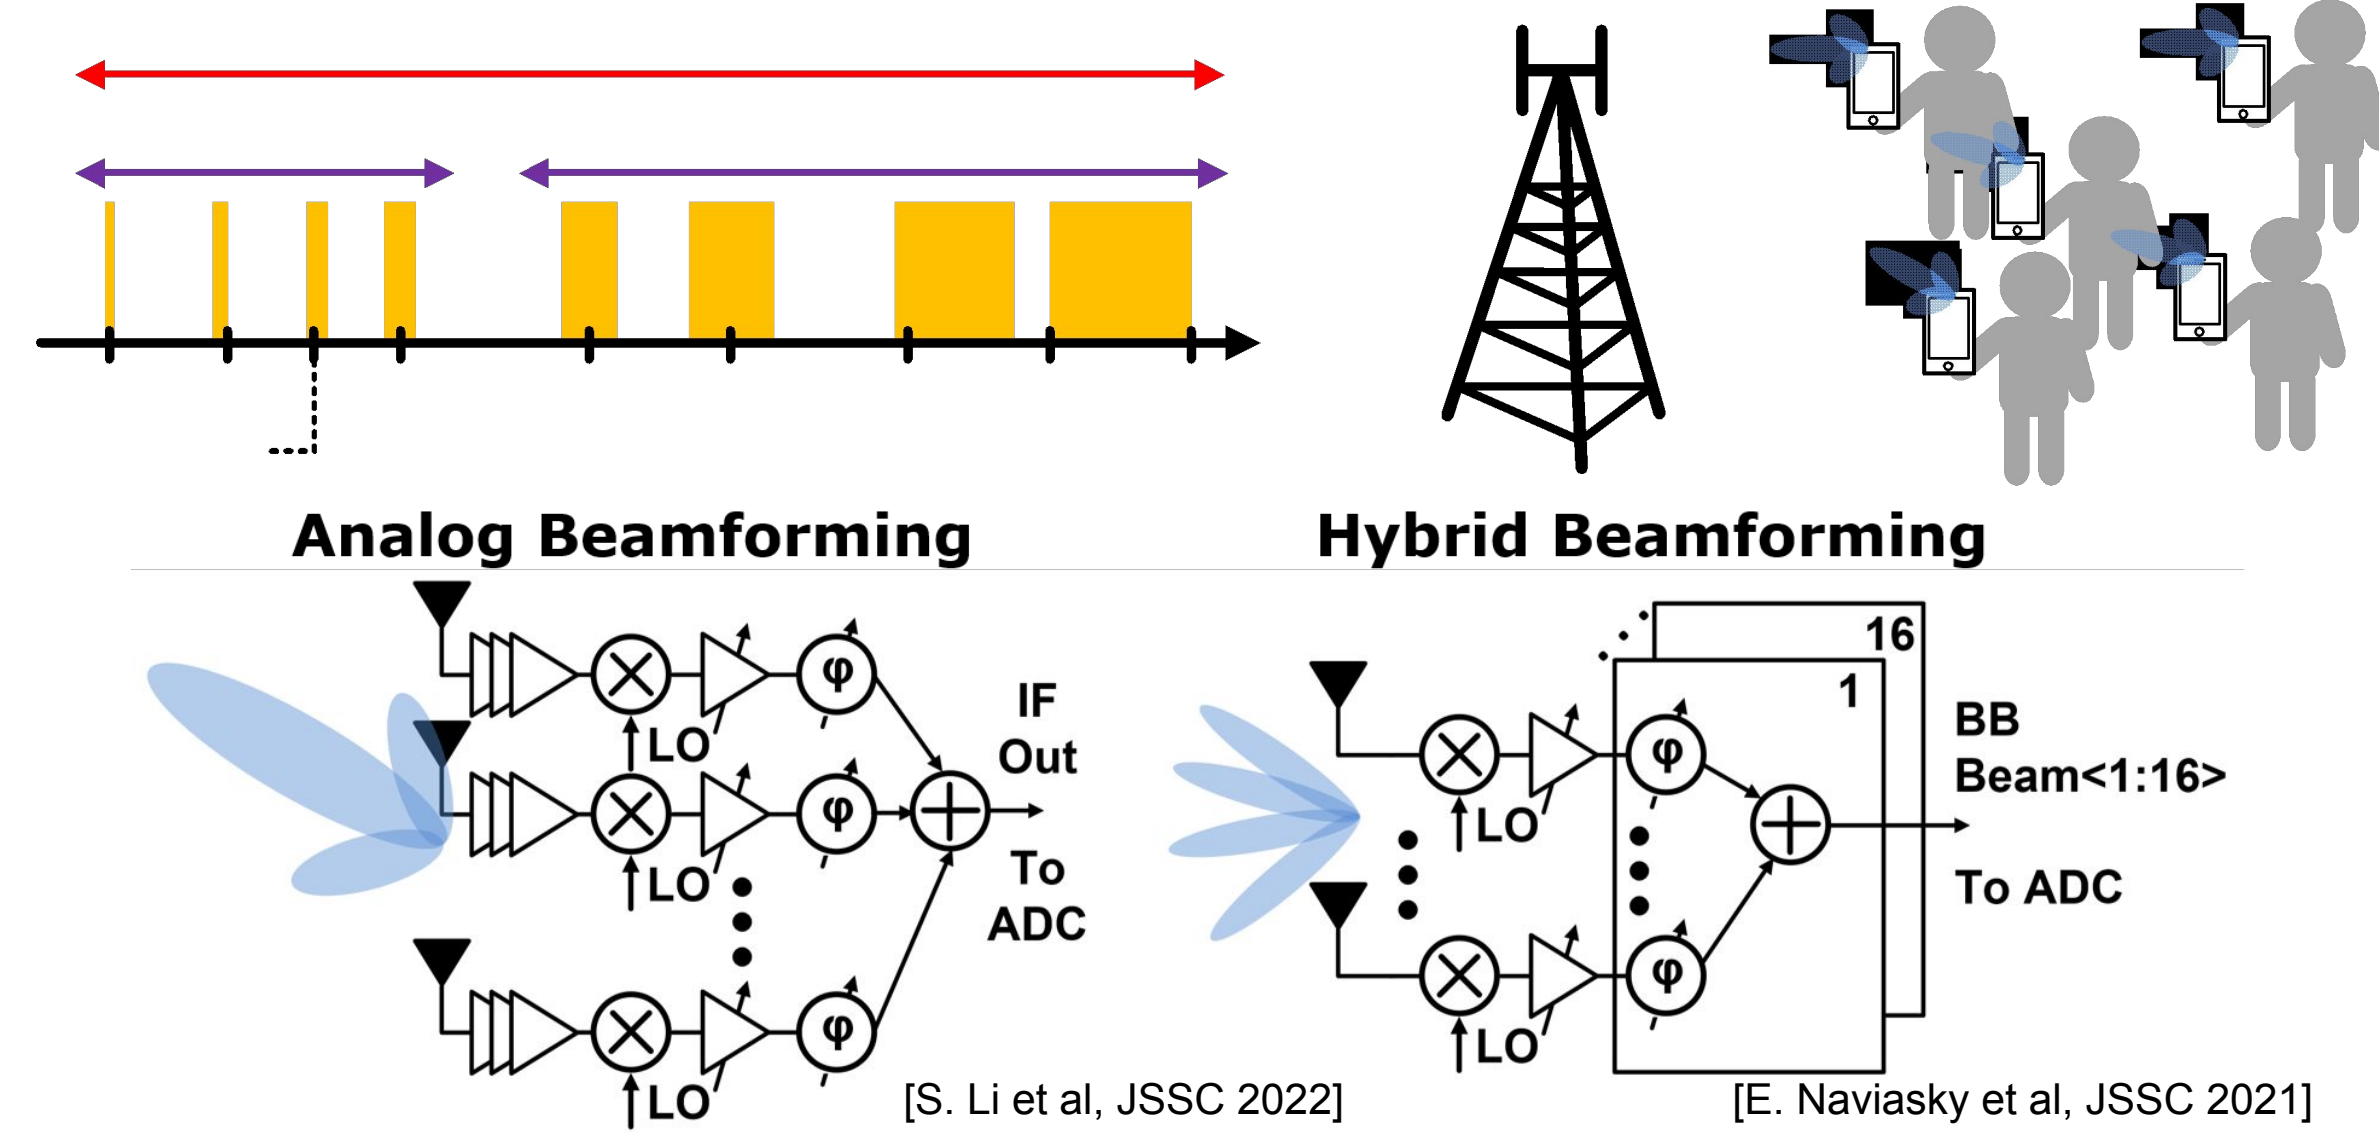 Analog Beamforming
Hybrid Beamforming
φ
LO
φ
LO
φ
LO
IF
Out
To
ADC
[S. Li et al, JSSC 2022]
16
1
φ
LO
φ
LO
BB
Beam<1:16>
To ADC
[E. Naviasky et al, JSSC 2021]